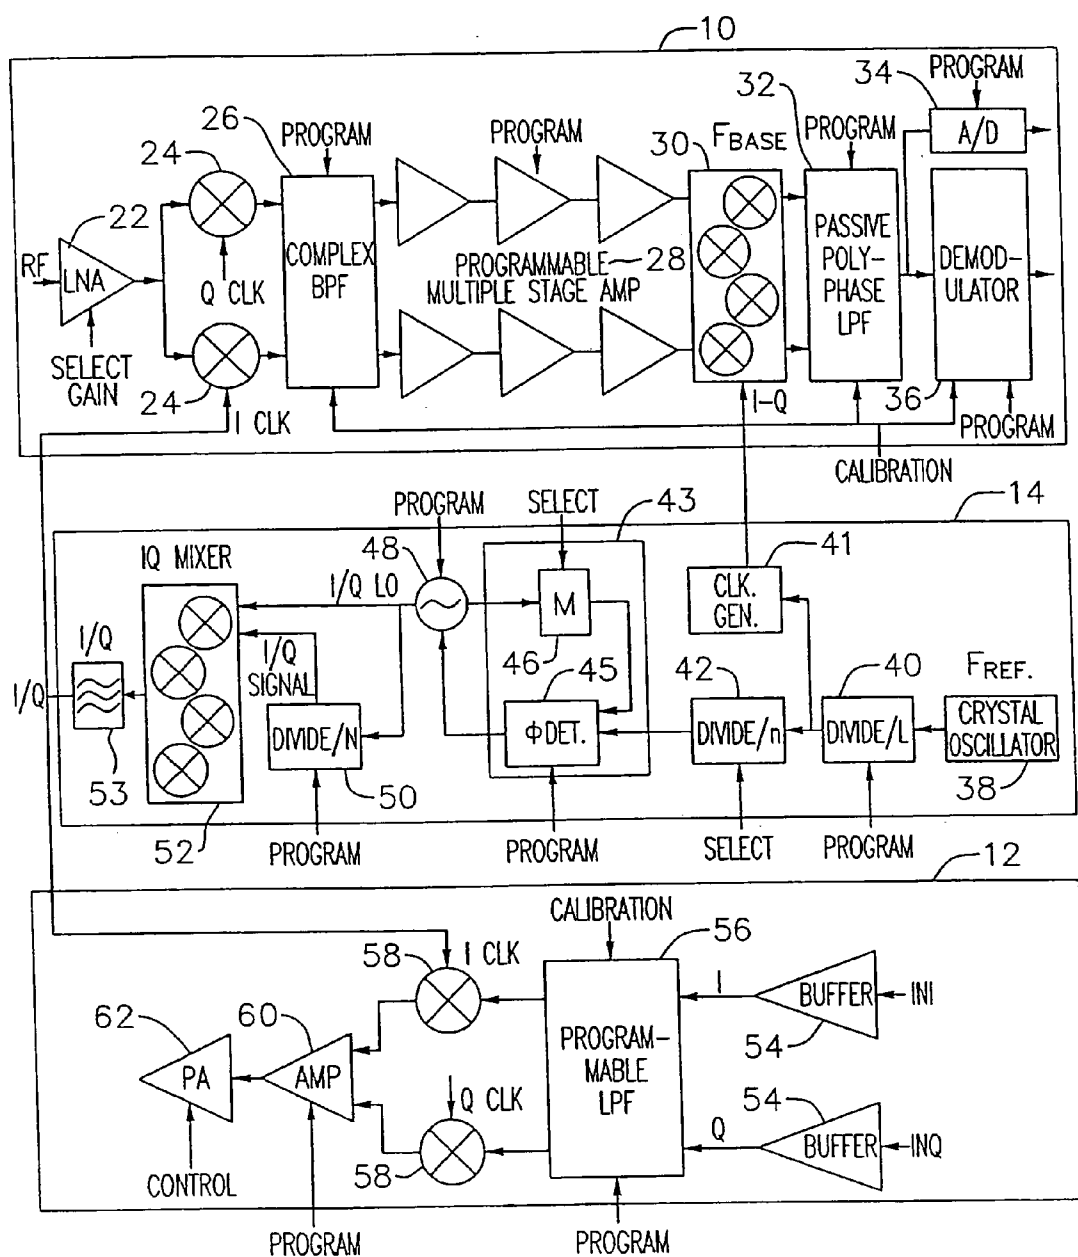 10
34
PROGRAM
26
PROGRAM
PROGRAM
FBASE
32
PROGRAM
A/D
24
30
22
RF
LNA
COMPLEX
BPF
PROGRAMMABLE
28
MULTIPLE STAGE AMP
PASSIVE
POLY-
PHASE
LPF
DEMOD-
ULATOR
Q CLK
SELECT
GAIN
24
I CLK
I-Q
36
PROGRAM
CALIBRATION
PROGRAM
SELECT
43
14
IQ MIXER
48
41
I/Q LO
M
CLK.
GEN.
I/Q
46
I/Q
SIGNAL
45
42
40
FREF.
I/Q
DIVIDE/N
ΦDET.
DIVIDE/n
DIVIDE/L
CRYSTAL
OSCILLATOR
53
50
38
52
PROGRAM
PROGRAM
SELECT
PROGRAM
12
CALIBRATION
58
I CLK
56
62
60
I
BUFFER
INI
54
PA
AMP
PROGRAM-
MABLE
LPF
54
Q CLK
Q
BUFFER
INQ
58
CONTROL
PROGRAM
PROGRAM